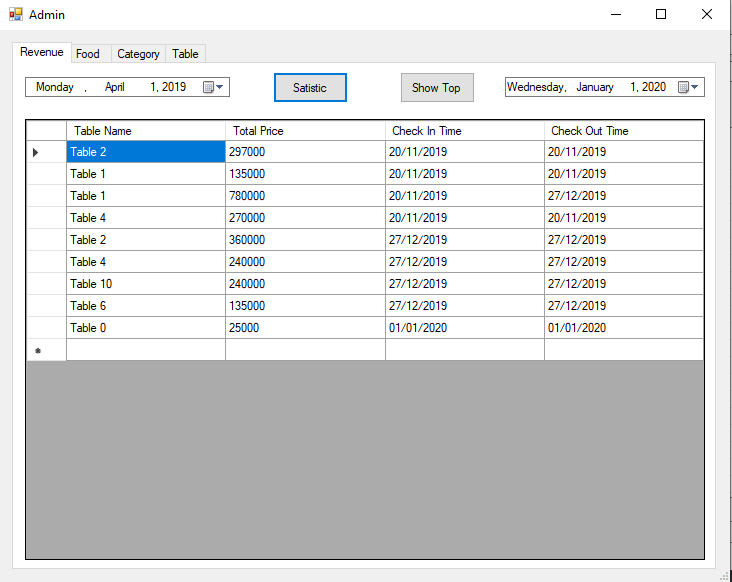 Admin
Revenue Food Category Table
Monday , April 1, 2019 Satistic Show Top Wednesday, January 1, 2020
Table Name Total Price Check In Time Check Out Time
Table 2 297000 20/11/2019 20/11/2019
Table 1 135000 20/11/2019 20/11/2019
Table 1 780000 20/11/2019 27/12/2019
Table 4 270000 20/11/2019 20/11/2019
Table 2 360000 27/12/2019 27/12/2019
Table 4 240000 27/12/2019 27/12/2019
Table 10 240000 27/12/2019 27/12/2019
Table 6 135000 27/12/2019 27/12/2019
Table 0 25000 01/01/2020 01/01/2020